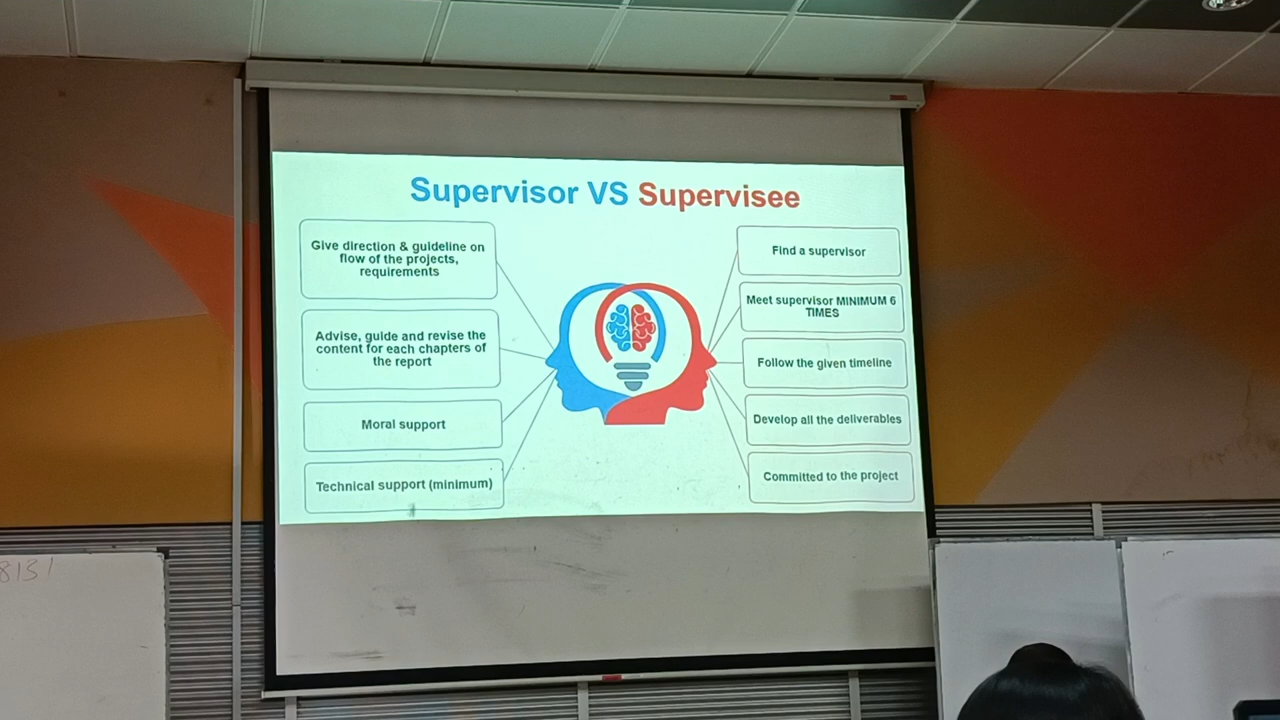 Supervisor VS Supervisee
Give direction & guideline on
flow of the projects,
requirements
Advise, guide and revise the
content for each chapters of
the report
Moral support
Technical support (minimum)
Find a supervisor
Meet supervisor MINIMUM 6
TIMES
Follow the given timeline
Develop all the deliverables
Committed to the project
8131